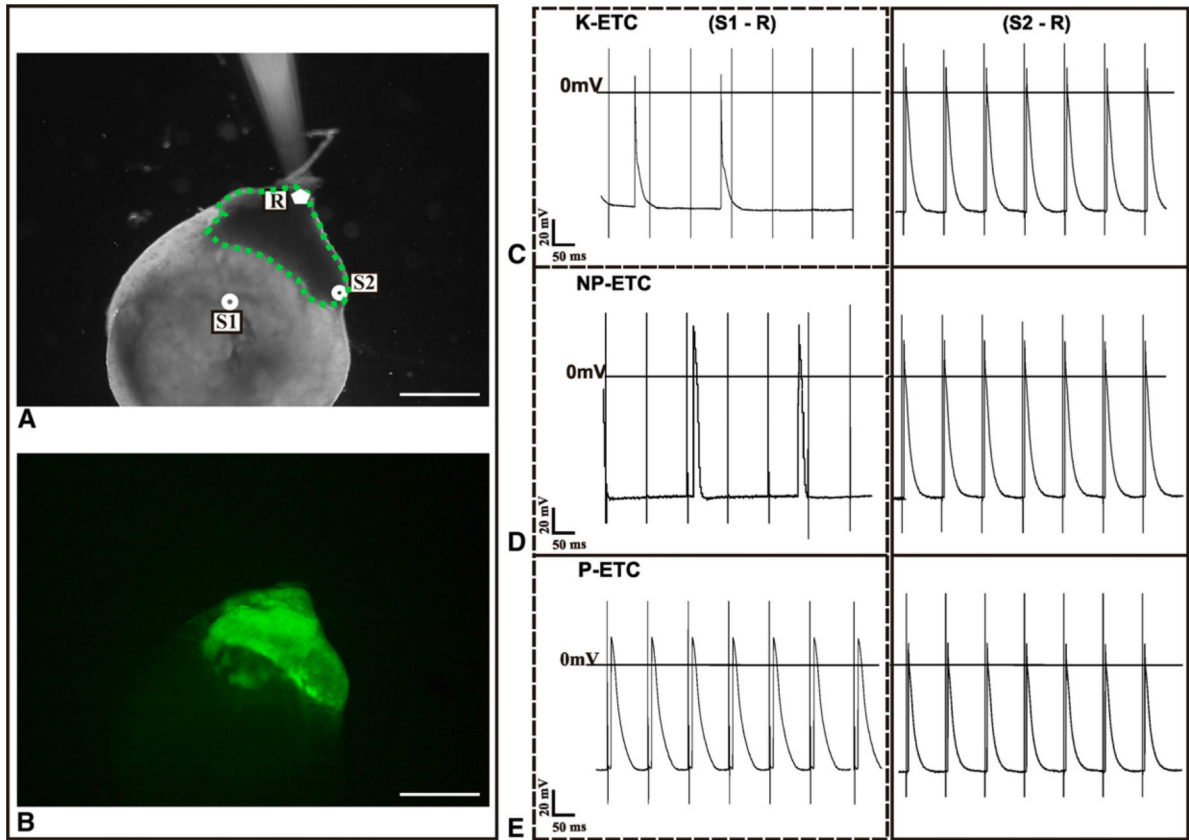 R
S2
S1
A
B
K-ETC (S1 - R) (S2 - R)
0mV
20 mV
50 ms
C
NP-ETC
0mV
20 mV
50 ms
D
P-ETC
0mV
20 mV
50 ms
E